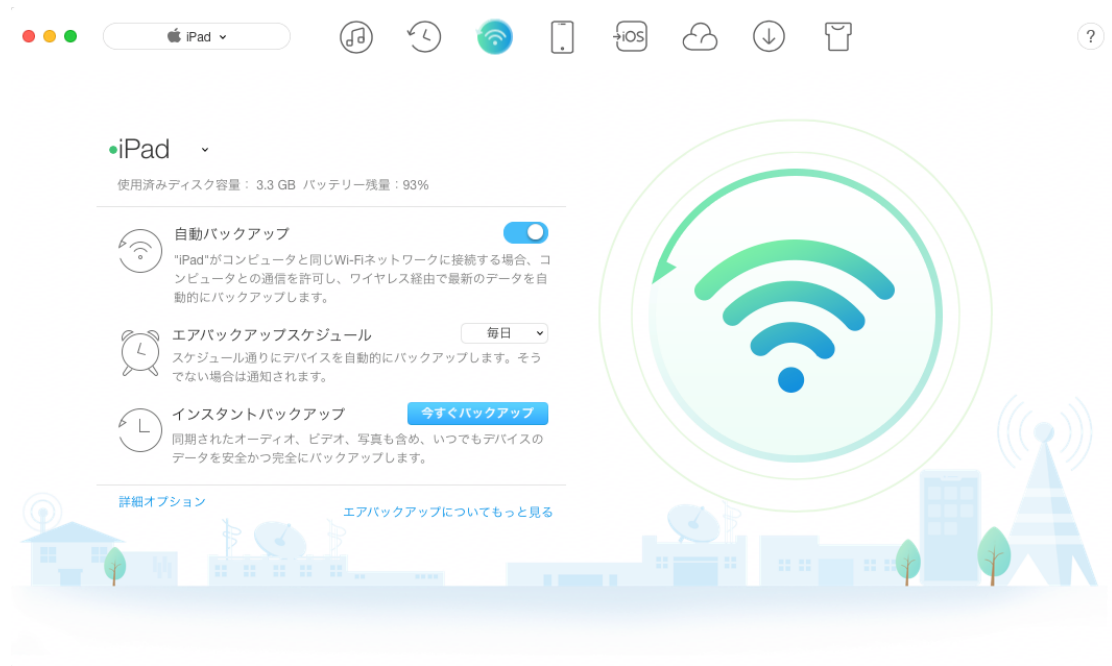 iPad
iOS
?
iPad
使用済みディスク容量： 3.3 GB バッテリー残量：93%
自動バックアップ
"iPad"がコンピュータと同じWi-Fiネットワークに接続する場合、コ
ンピュータとの通信を許可し、ワイヤレス経由で最新のデータを自
動的にバックアップします。
エアバックアップスケジュール 毎日
スケジュール通りにデバイスを自動的にバックアップします。そう
でない場合は通知されます。
インスタントバックアップ 今すぐバックアップ
同期されたオーディオ、ビデオ、写真も含め、いつでもデバイスの
データを安全かつ完全にバックアップします。
詳細オプション
エアバックアップについてもっと見る